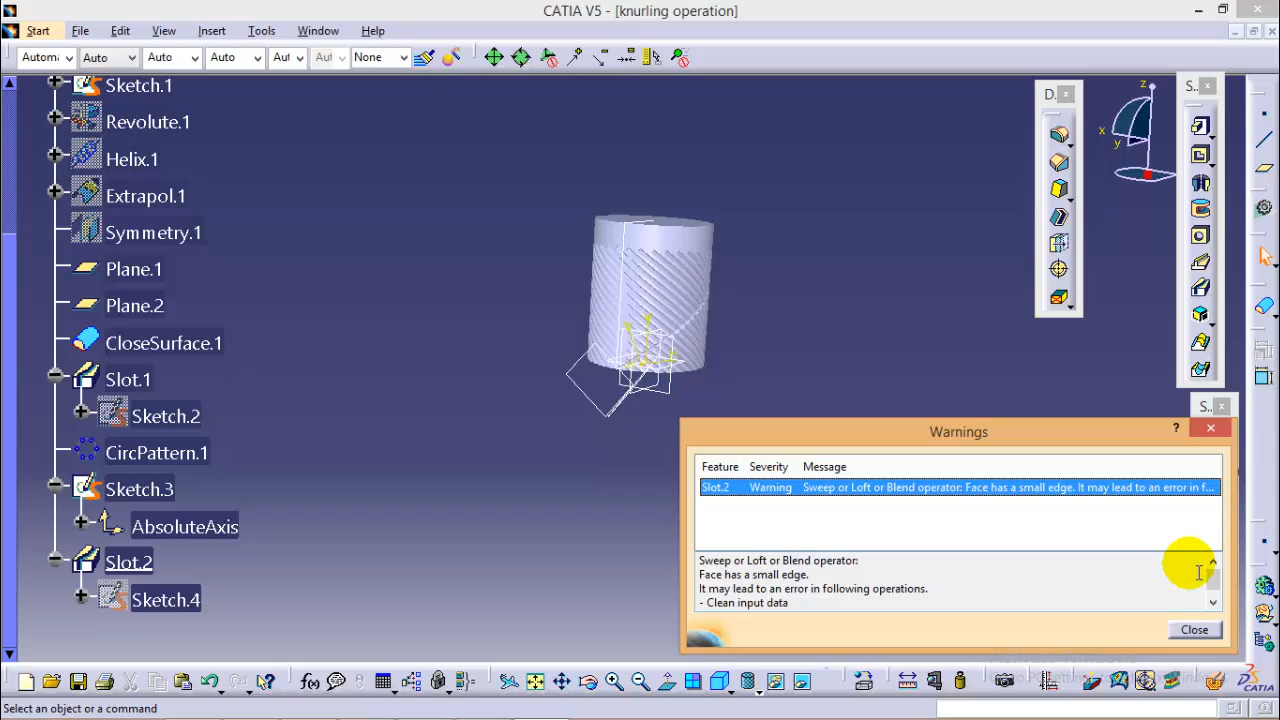 CATIA V5 - [knurling operation]
Start File Edit View Insert Tools Window Help
Autom Auto Auto Auto Aut Aut None
Sketch.1
Revolute.1
Helix.1
Extrapol.1
Symmetry.1
Plane.1
Plane.2
CloseSurface.1
Slot.1
Sketch.2
CircPattern.1
Sketch.3
AbsoluteAxis
Slot.2
Sketch.4
D..
S..
z
x
y
S..
Warnings
Feature Severity Message
Slot.2 Warning Sweep or Loft or Blend operator: Face has a small edge. It may lead to an error in f...
Sweep or Loft or Blend operator:
Face has a small edge.
It may lead to an error in following operations.
- Clean input data
Close
f(x)
CATIA
Select an object or a command